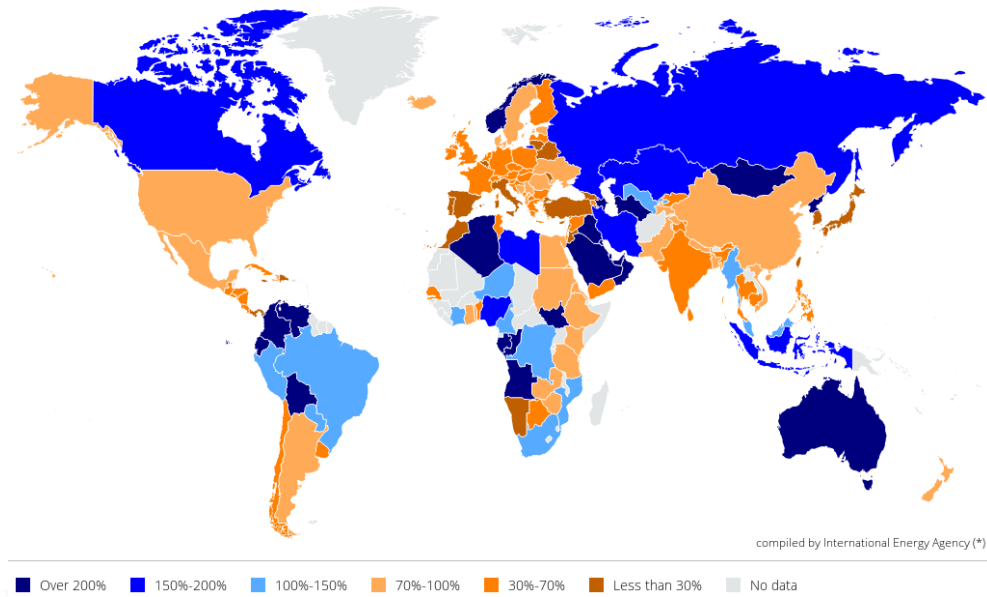 compiled by International Energy Agency (*)
Over 200% 150%-200% 100%-150% 70%-100% 30%-70% Less than 30% No data